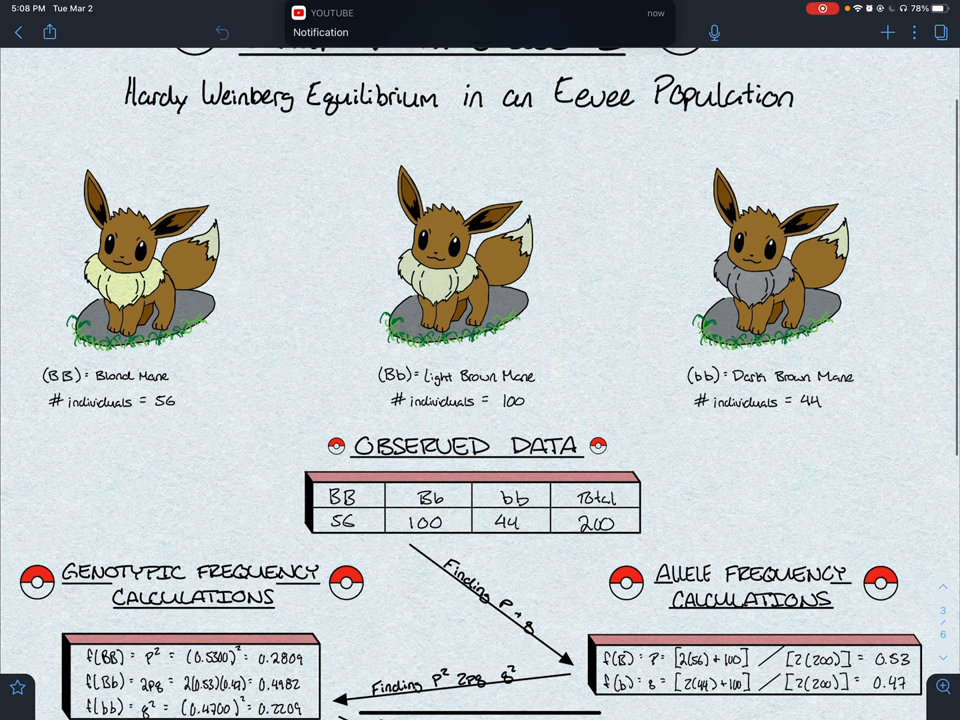 5:08 PM Tue Mar 2
78%
YOUTUBE
now
Notification
Hardy Weinberg Equilibrium in an Eevee Population
(BB) = Blond Mane
# individuals = 56
(Bb) = Light Brown Mane
# individuals = 100
(bb) = Dark Brown Mane
# individuals = 44
OBSERVED DATA
BB Bb bb Total
56 100 44 200
GENOTYPIC FREQUENCY
CALCULATIONS
Finding P + q
ALLELE FREQUENCY
CALCULATIONS
f(BB) = p² = (0.5300)² = 0.2809
f(Bb) = 2pq = 2(0.53)(0.47) = 0.4982
f(bb) = q² = (0.4700)² = 0.2209
Finding P² 2pq q²
f(B) = P = [2(56) + 100] / [2(200)] = 0.53
f(b) = q = [2(44) + 100] / [2(200)] = 0.47
3
/
6